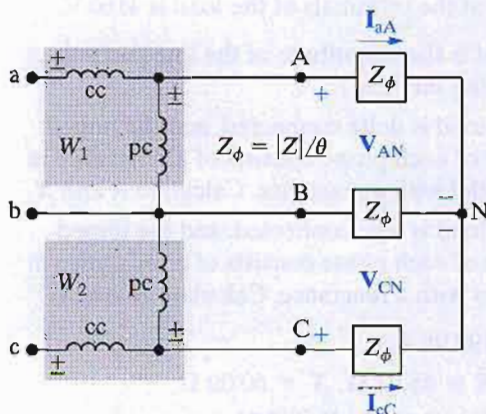 I_aA
± A
a cc + Z_ϕ
±
W_1 pc Z_ϕ = |Z|/θ V_AN
b B Z_ϕ − N
−
W_2 pc V_CN
cc
c ± ± C + Z_ϕ
I_cC